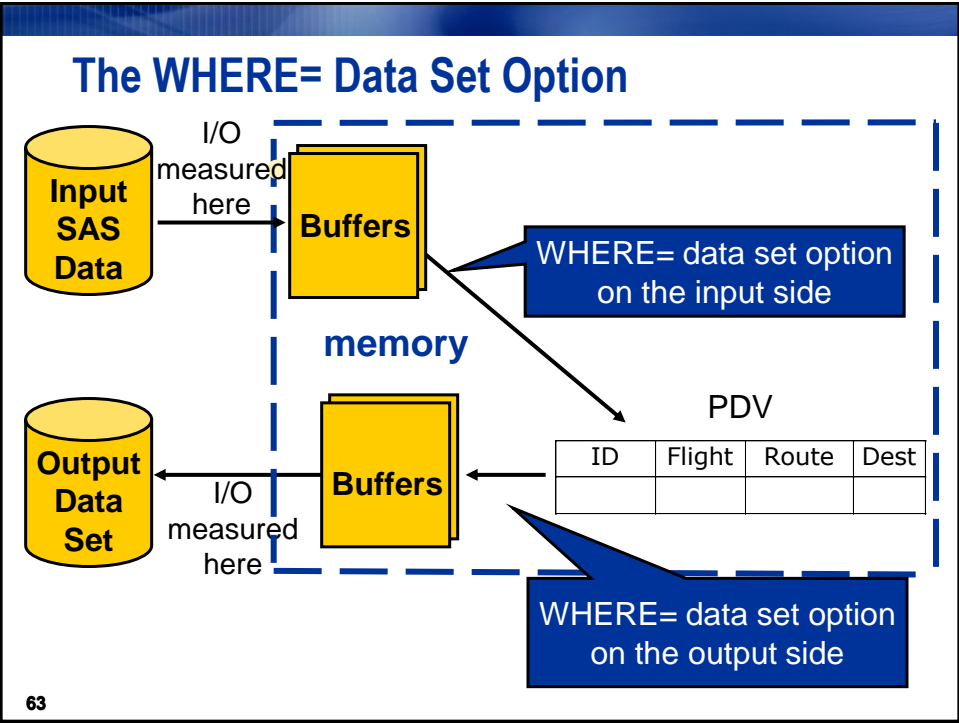 The WHERE= Data Set Option
I/O
measured
here
Input
SAS
Data
Buffers
WHERE= data set option
on the input side
memory
PDV
ID Flight Route Dest
Output
Data
Set
I/O
measured
here
Buffers
WHERE= data set option
on the output side
63